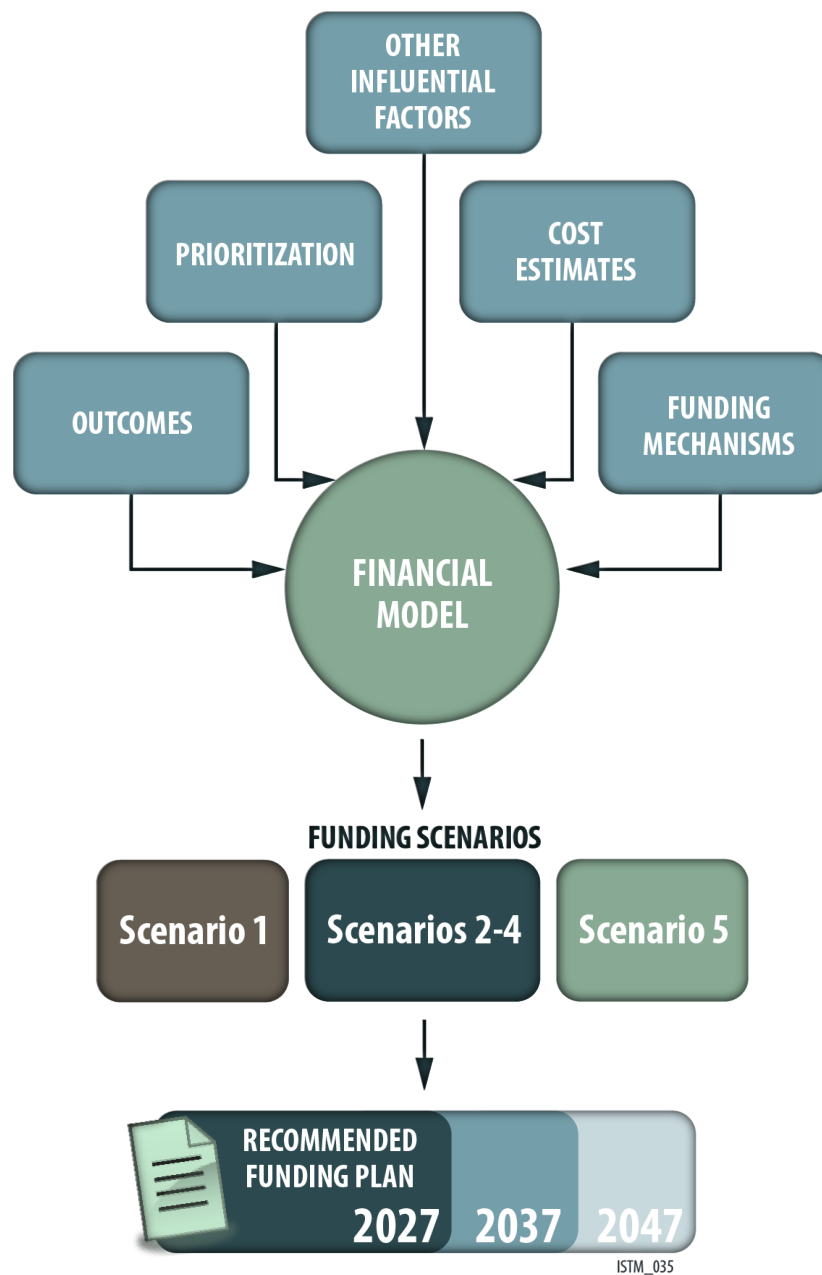 OTHER
INFLUENTIAL
FACTORS
PRIORITIZATION
COST
ESTIMATES
OUTCOMES
FUNDING
MECHANISMS
FINANCIAL
MODEL
FUNDING SCENARIOS
Scenario 1
Scenarios 2-4
Scenario 5
RECOMMENDED
FUNDING PLAN
2027 2037 2047
ISTM_035